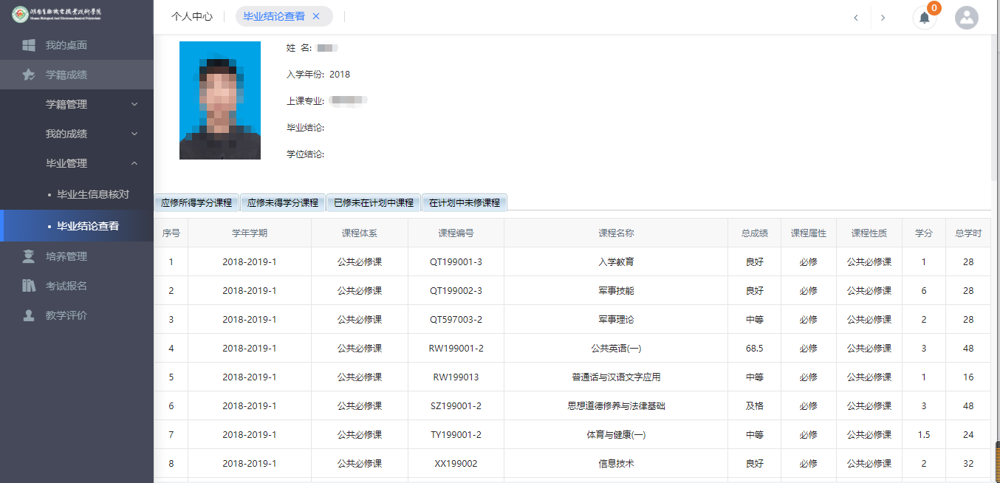 湖南生物机电职业技术学院
Hunan Biological And Electromechanical Polytechnic
个人中心
毕业结论查看 ×
0
我的桌面
学籍成绩
学籍管理
我的成绩
毕业管理
• 毕业生信息核对
• 毕业结论查看
培养管理
考试报名
教学评价
姓 名:
入学年份: 2018
上课专业:
毕业结论:
学位结论:
应修所得学分课程 应修未得学分课程 已修未在计划中课程 在计划中未修课程
序号 学年学期 课程体系 课程编号 课程名称 总成绩 课程属性 课程性质 学分 总学时
1 2018-2019-1 公共必修课 QT199001-3 入学教育 良好 必修 公共必修课 1 28
2 2018-2019-1 公共必修课 QT199002-3 军事技能 良好 必修 公共必修课 6 28
3 2018-2019-1 公共必修课 QT597003-2 军事理论 中等 必修 公共必修课 2 28
4 2018-2019-1 公共必修课 RW199001-2 公共英语(一) 68.5 必修 公共必修课 3 48
5 2018-2019-1 公共必修课 RW199013 普通话与汉语文字应用 中等 必修 公共必修课 1 16
6 2018-2019-1 公共必修课 SZ199001-2 思想道德修养与法律基础 及格 必修 公共必修课 3 48
7 2018-2019-1 公共必修课 TY199001-2 体育与健康(一) 中等 必修 公共必修课 1.5 24
8 2018-2019-1 公共必修课 XX199002 信息技术 良好 必修 公共必修课 2 32